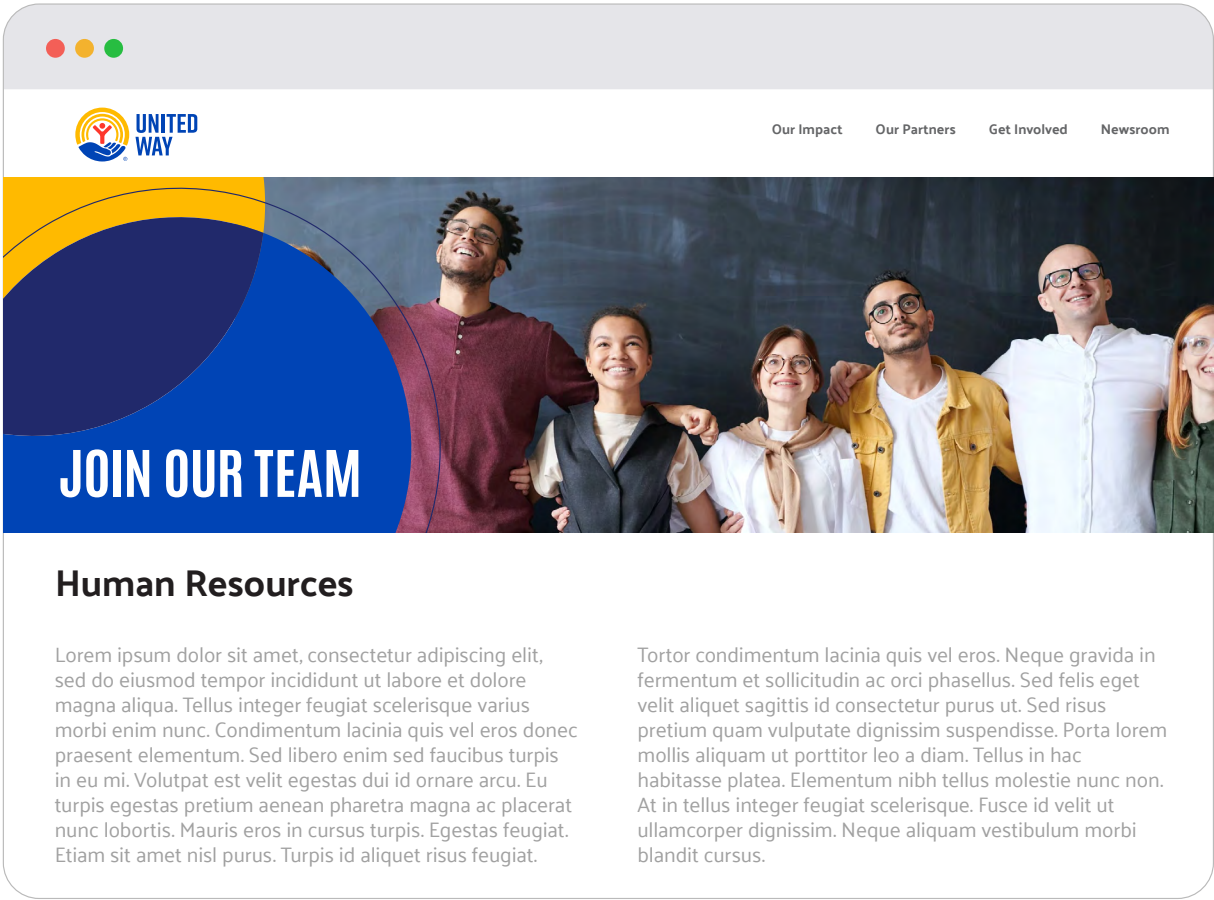 UNITED
WAY
®
Our Impact Our Partners Get Involved Newsroom
JOIN OUR TEAM
Human Resources
Lorem ipsum dolor sit amet, consectetur adipiscing elit,
sed do eiusmod tempor incididunt ut labore et dolore
magna aliqua. Tellus integer feugiat scelerisque varius
morbi enim nunc. Condimentum lacinia quis vel eros donec
praesent elementum. Sed libero enim sed faucibus turpis
in eu mi. Volutpat est velit egestas dui id ornare arcu. Eu
turpis egestas pretium aenean pharetra magna ac placerat
nunc lobortis. Mauris eros in cursus turpis. Egestas feugiat.
Etiam sit amet nisl purus. Turpis id aliquet risus feugiat.
Tortor condimentum lacinia quis vel eros. Neque gravida in
fermentum et sollicitudin ac orci phasellus. Sed felis eget
velit aliquet sagittis id consectetur purus ut. Sed risus
pretium quam vulputate dignissim suspendisse. Porta lorem
mollis aliquam ut porttitor leo a diam. Tellus in hac
habitasse platea. Elementum nibh tellus molestie nunc non.
At in tellus integer feugiat scelerisque. Fusce id velit ut
ullamcorper dignissim. Neque aliquam vestibulum morbi
blandit cursus.